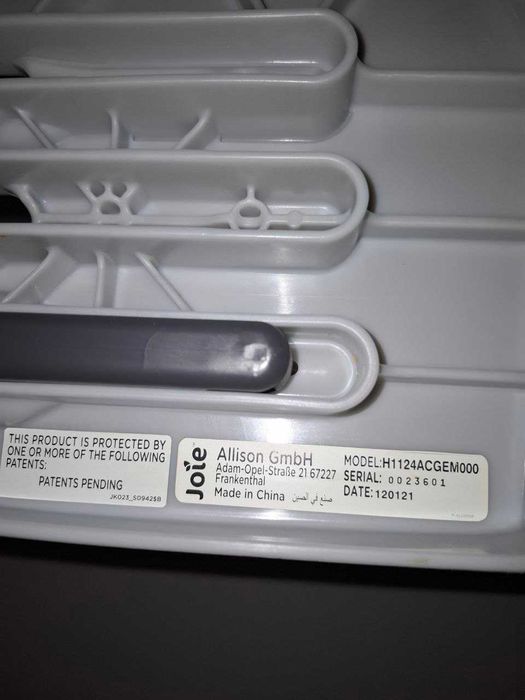 THIS PRODUCT IS PROTECTED BY
ONE OR MORE OF THE FOLLOWING
PATENTS:
PATENTS PENDING
JK023_5D942$B
Joie
Allison GmbH
Adam-Opel-Straße 21 67227
Frankenthal
Made in China صنع في الصين
MODEL:H1124ACGEM000
SERIAL: 0023601
DATE:120121